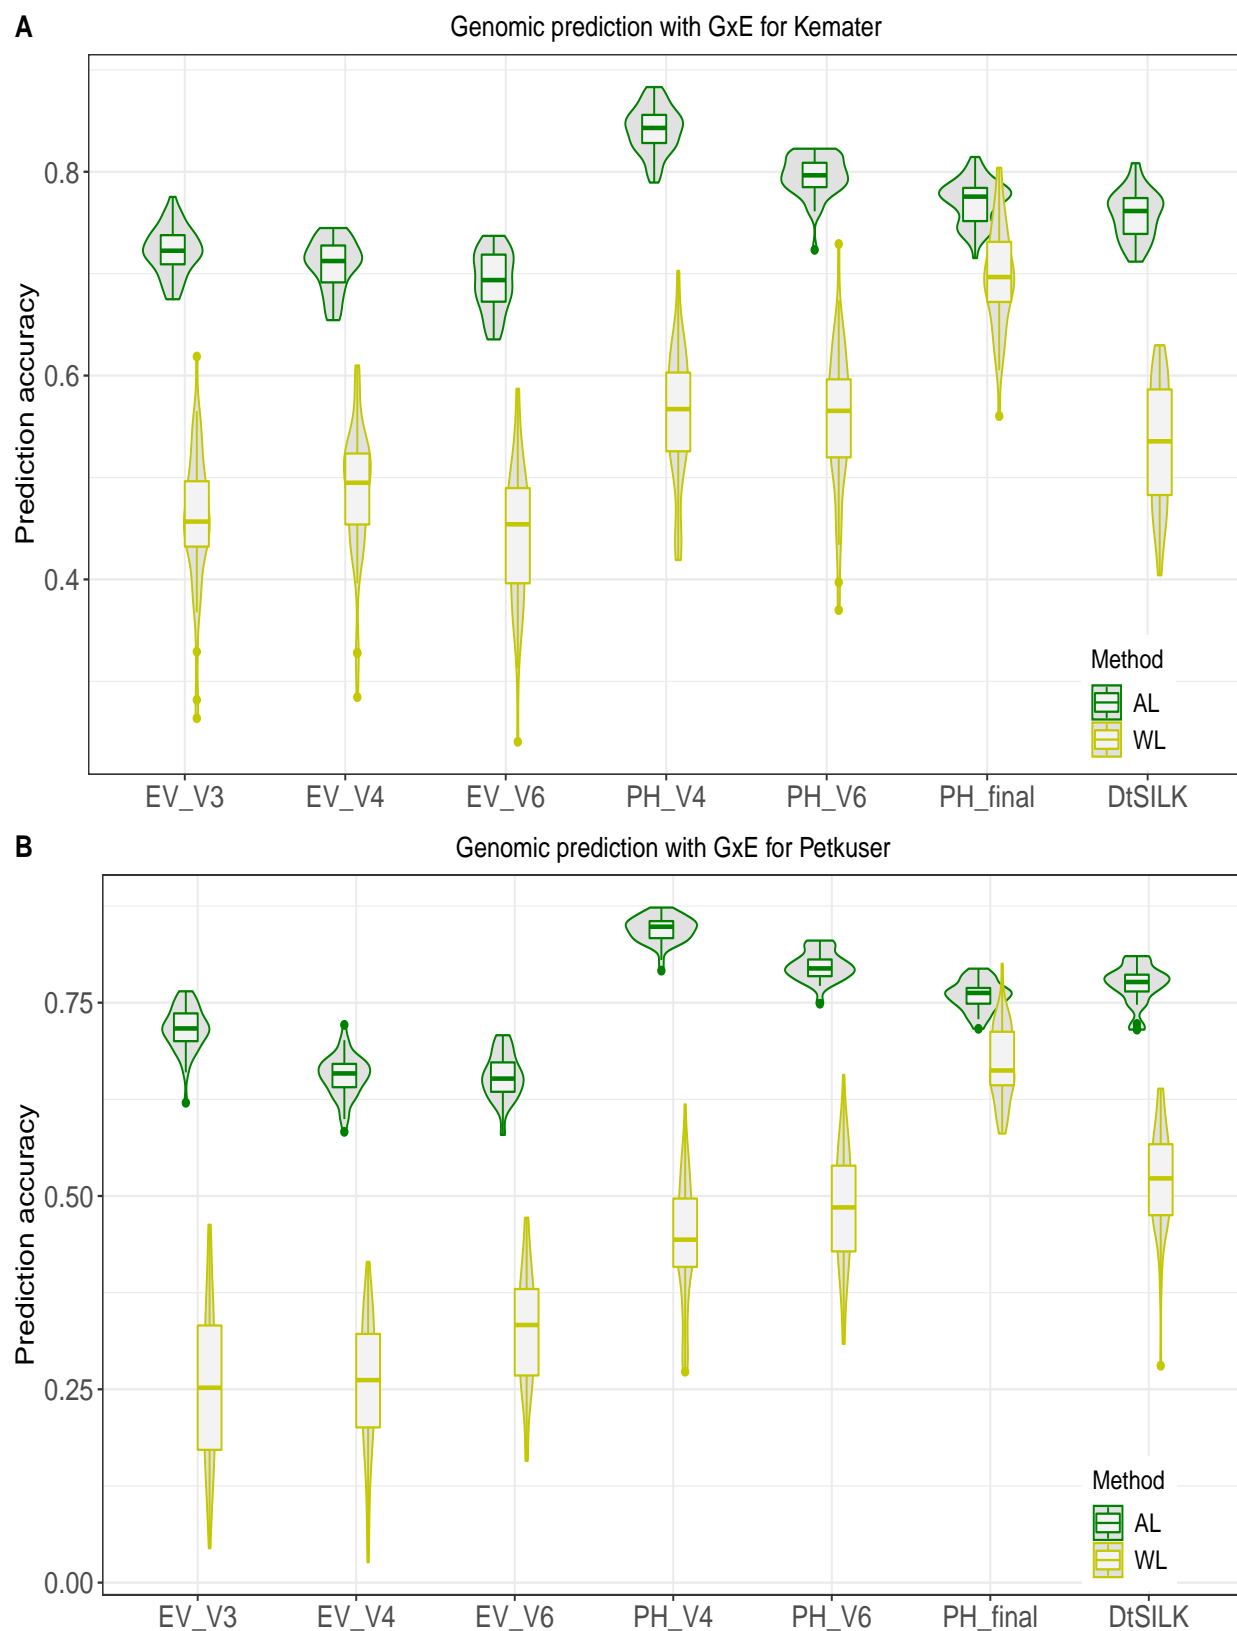 A
Genomic prediction with GxE for Kemater
Prediction accuracy
0.8
0.6
0.4
Method
AL
WL
EV_V3 EV_V4 EV_V6 PH_V4 PH_V6 PH_final DtSILK
B
Genomic prediction with GxE for Petkuser
Prediction accuracy
0.75
0.50
0.25
0.00
Method
AL
WL
EV_V3 EV_V4 EV_V6 PH_V4 PH_V6 PH_final DtSILK